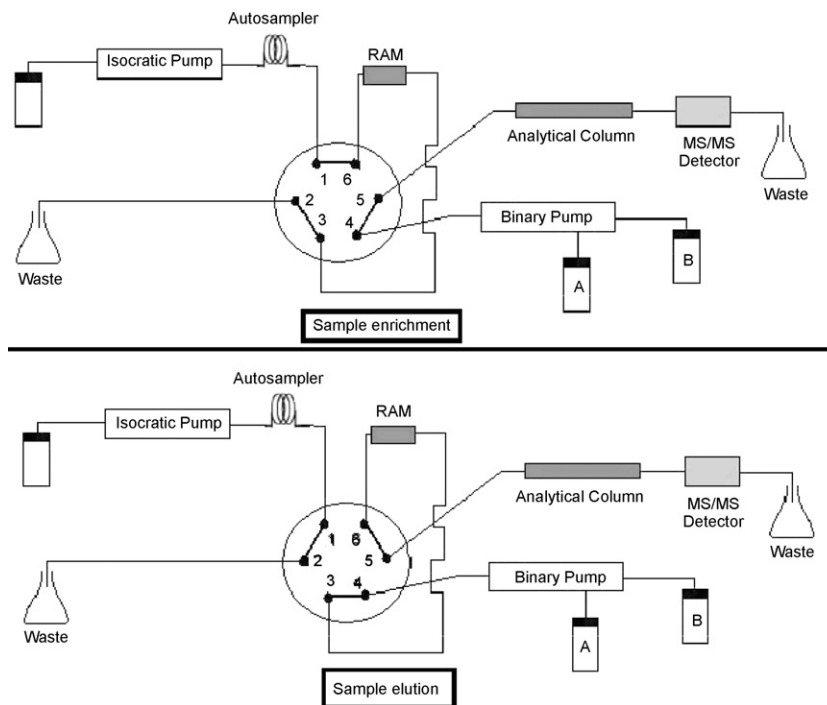 Autosampler
Isocratic Pump
RAM
Analytical Column
MS/MS
Detector
Waste
1 6
2 5
3 4
Binary Pump
Waste
A
B
Sample enrichment
Autosampler
Isocratic Pump
RAM
Analytical Column
MS/MS
Detector
Waste
1 6
2 5
3 4
Binary Pump
Waste
A
B
Sample elution